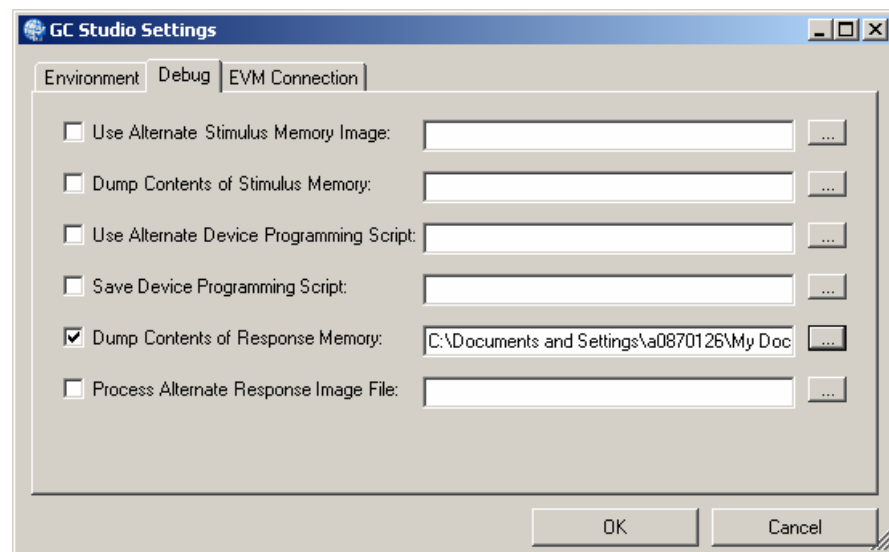 GC Studio Settings
Environment Debug EVM Connection
Use Alternate Stimulus Memory Image: ...
Dump Contents of Stimulus Memory: ...
Use Alternate Device Programming Script: ...
Save Device Programming Script: ...
Dump Contents of Response Memory: C:\Documents and Settings\a0870126\My Doc ...
Process Alternate Response Image File: ...
OK Cancel